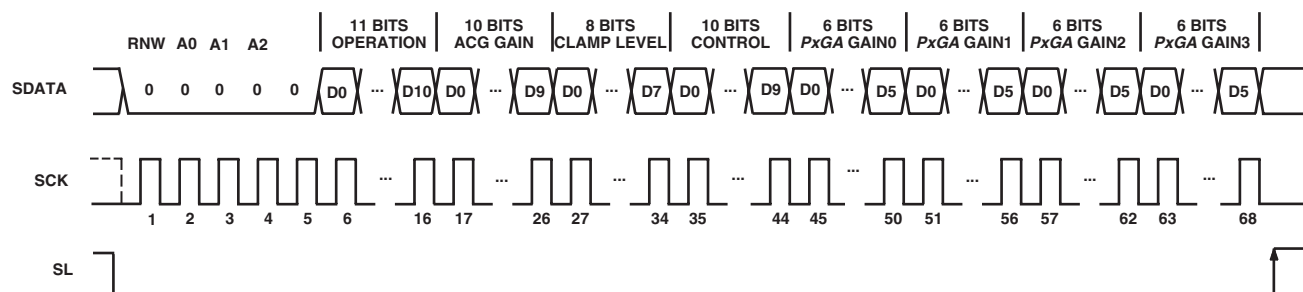 11 BITS OPERATION
10 BITS ACG GAIN
8 BITS CLAMP LEVEL
10 BITS CONTROL
6 BITS PxGA GAIN0
6 BITS PxGA GAIN1
6 BITS PxGA GAIN2
6 BITS PxGA GAIN3
RNW A0 A1 A2
SDATA 0 0 0 0 0 D0 ... D10 D0 ... D9 D0 ... D7 D0 ... D9 D0 ... D5 D0 ... D5 D0 ... D5 D0 ... D5
SCK ... ... ... ... ... ... ... ...
1 2 3 4 5 6 16 17 26 27 34 35 44 45 50 51 56 57 62 63 68
SL